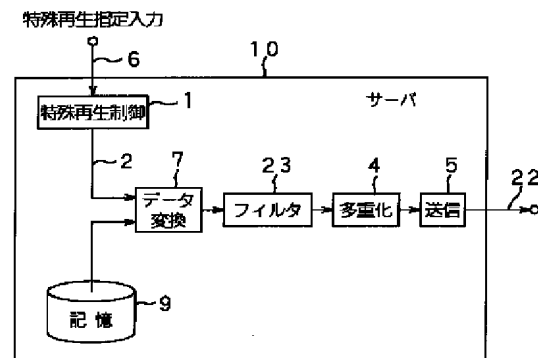 特殊再生指定入力
6
10
特殊再生制御
1
サーバ
2
7
データ
変換
23
フィルタ
4
多重化
5
送信
22
記憶
9